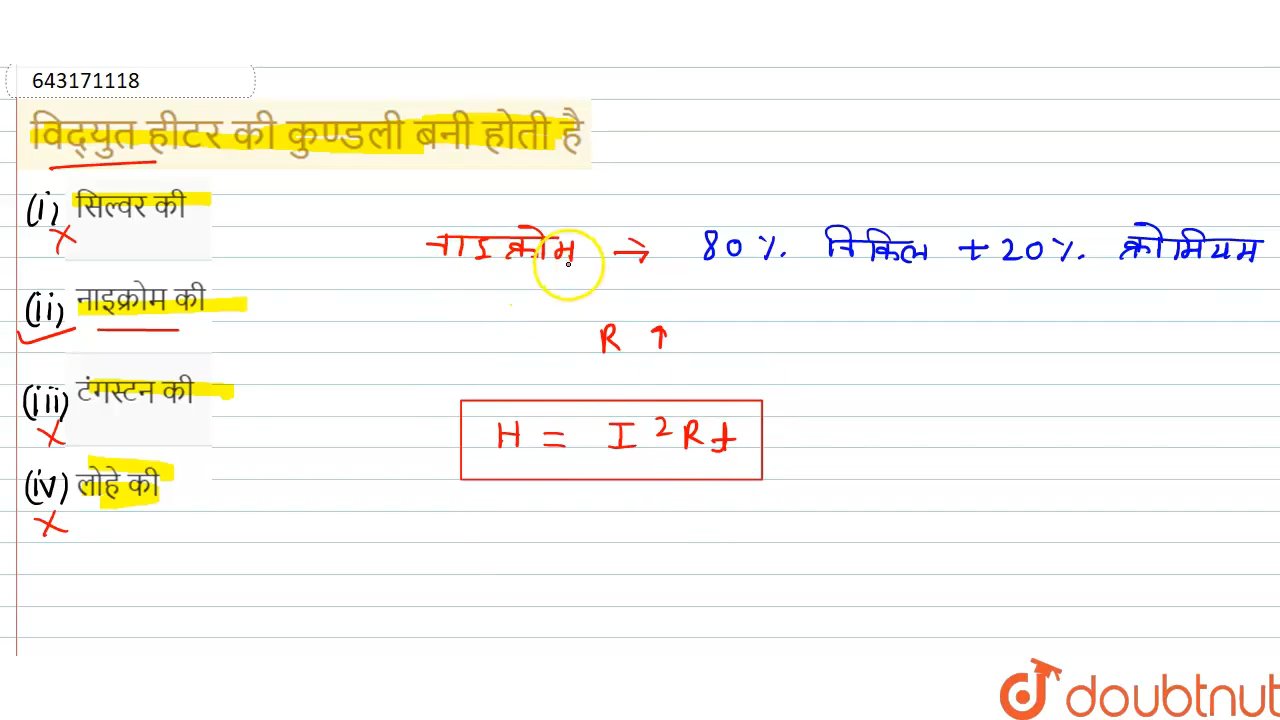 643171118
विद्युत हीटर की कुण्डली बनी होती है
(i) सिल्वर की
नाइक्रोम → 80 % निकिल + 20 % क्रोमियम
(ii) नाइक्रोम की
R ↑
(iii) टंगस्टन की
H = I²Rt
(iv) लोहे की
doubtnut